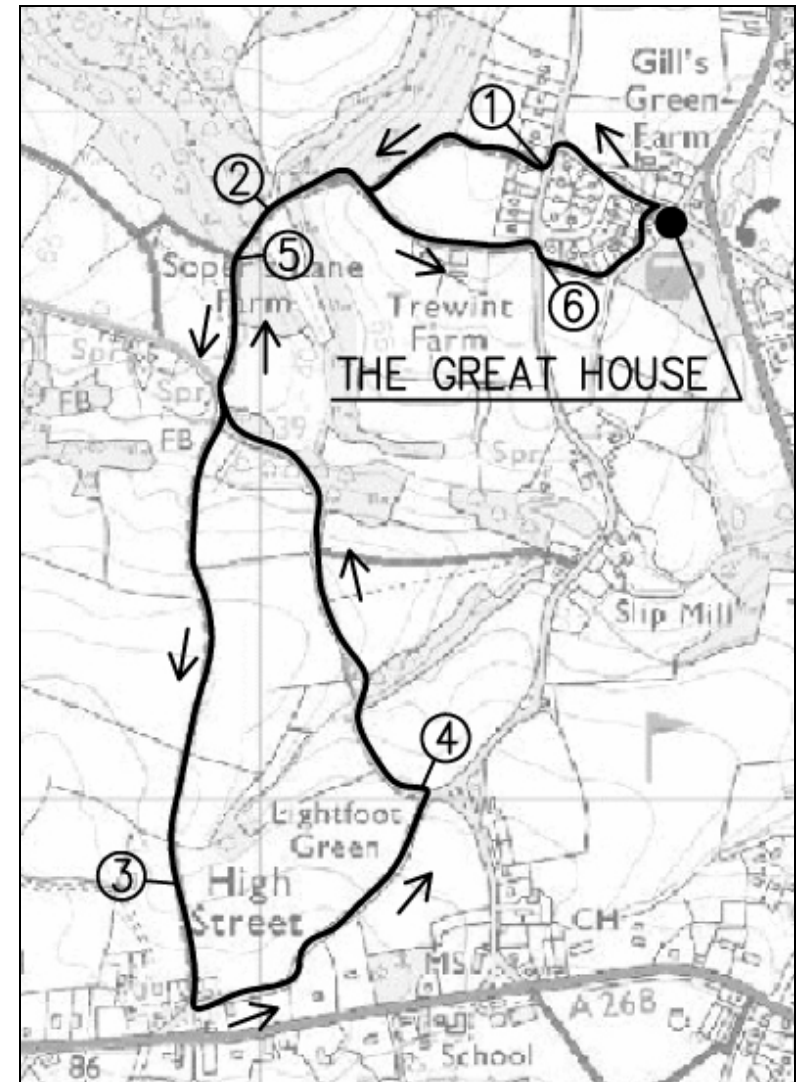 Gill's
Green
Farm
1
2
5
Soper's Lane
Farm
Trewint
Farm
6
THE GREAT HOUSE
Spr
Spr
FB
FB
39
Spr
Slip Mill
4
Lightfoot
Green
3
High
Street
CH
MS
A 268
School
86